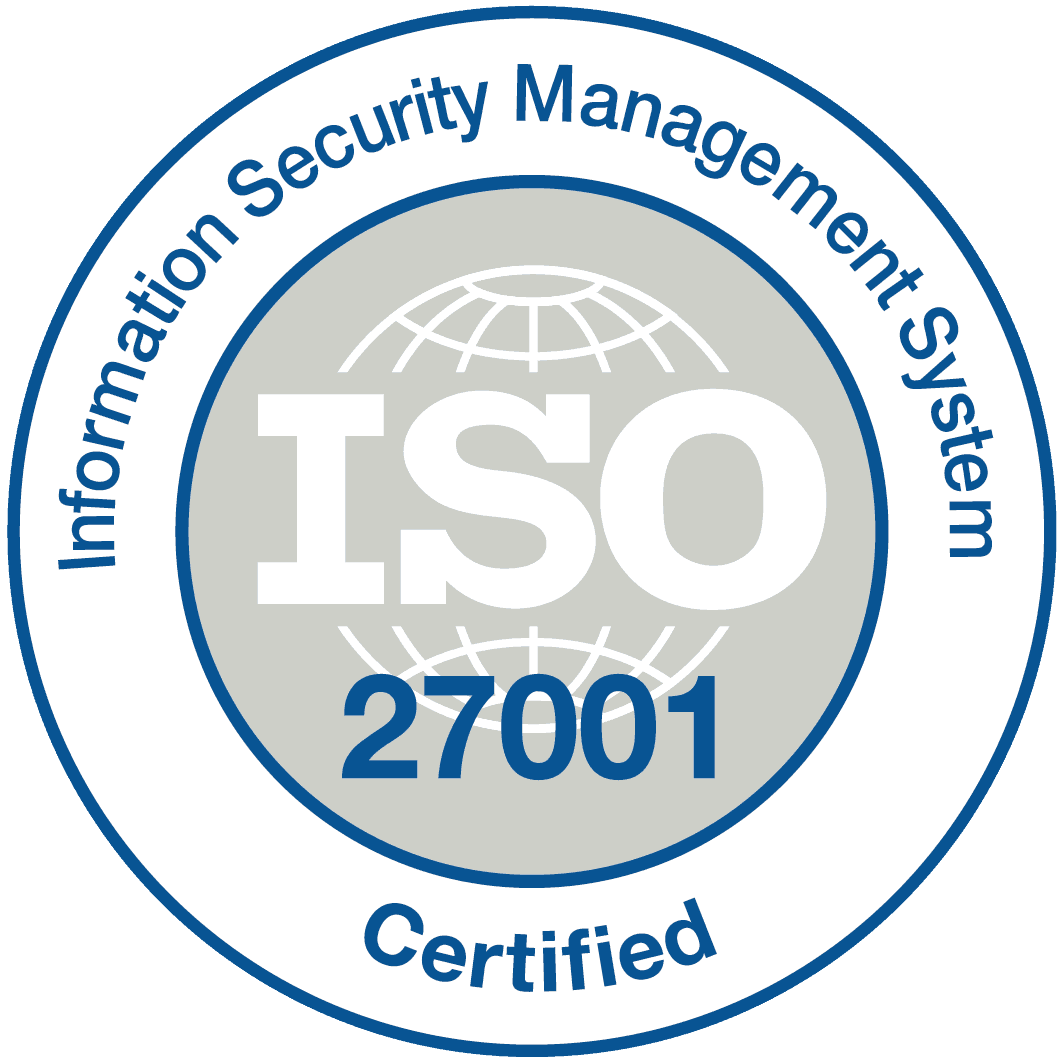 Information Security Management System
ISO
27001
Certified